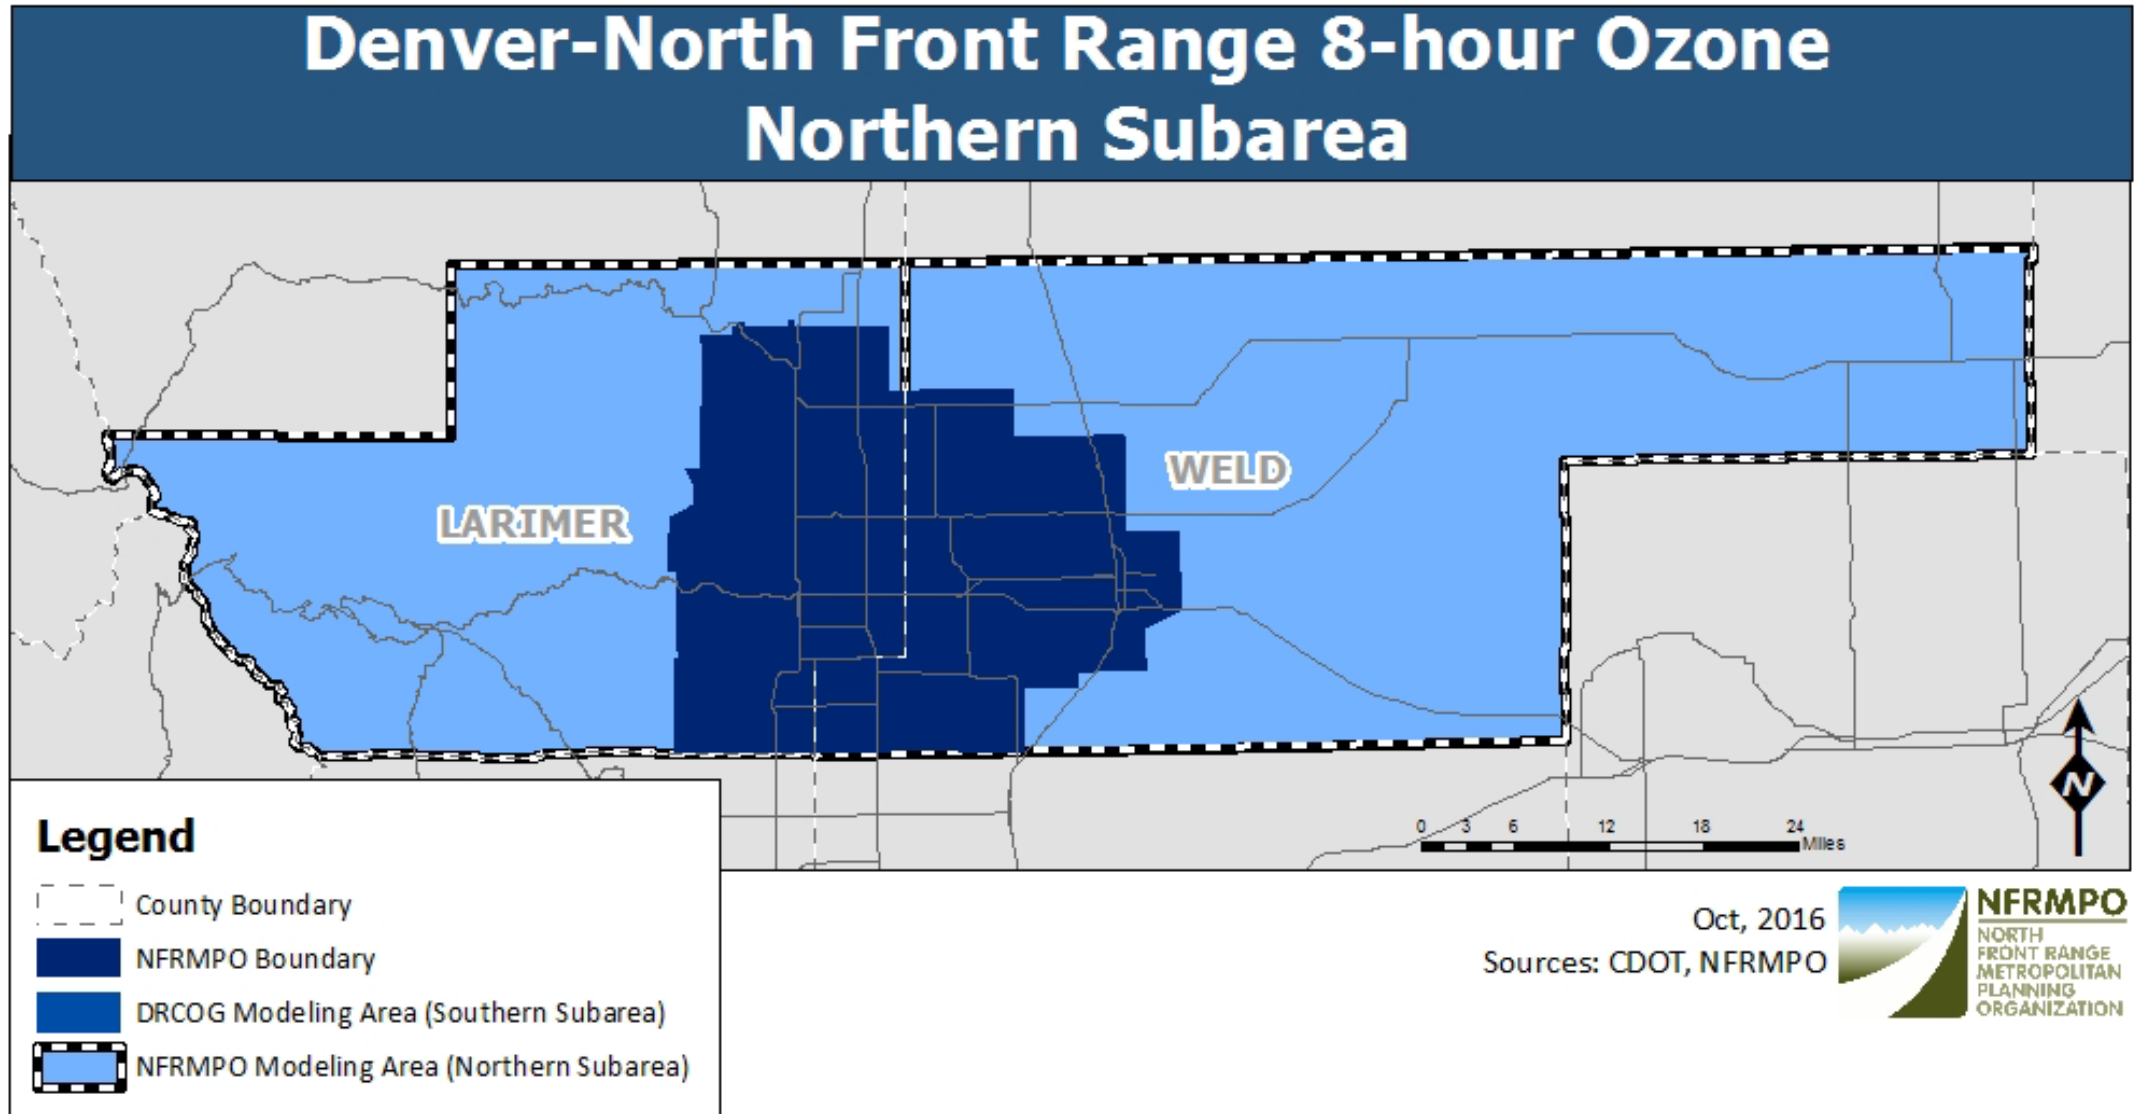 Denver-North Front Range 8-hour Ozone
Northern Subarea
WELD
LARIMER
0 3 6 12 18 24
Miles
N
Legend
County Boundary
NFRMPO Boundary
DRCOG Modeling Area (Southern Subarea)
NFRMPO Modeling Area (Northern Subarea)
Oct, 2016
Sources: CDOT, NFRMPO
NFRMPO
NORTH
FRONT RANGE
METROPOLITAN
PLANNING
ORGANIZATION